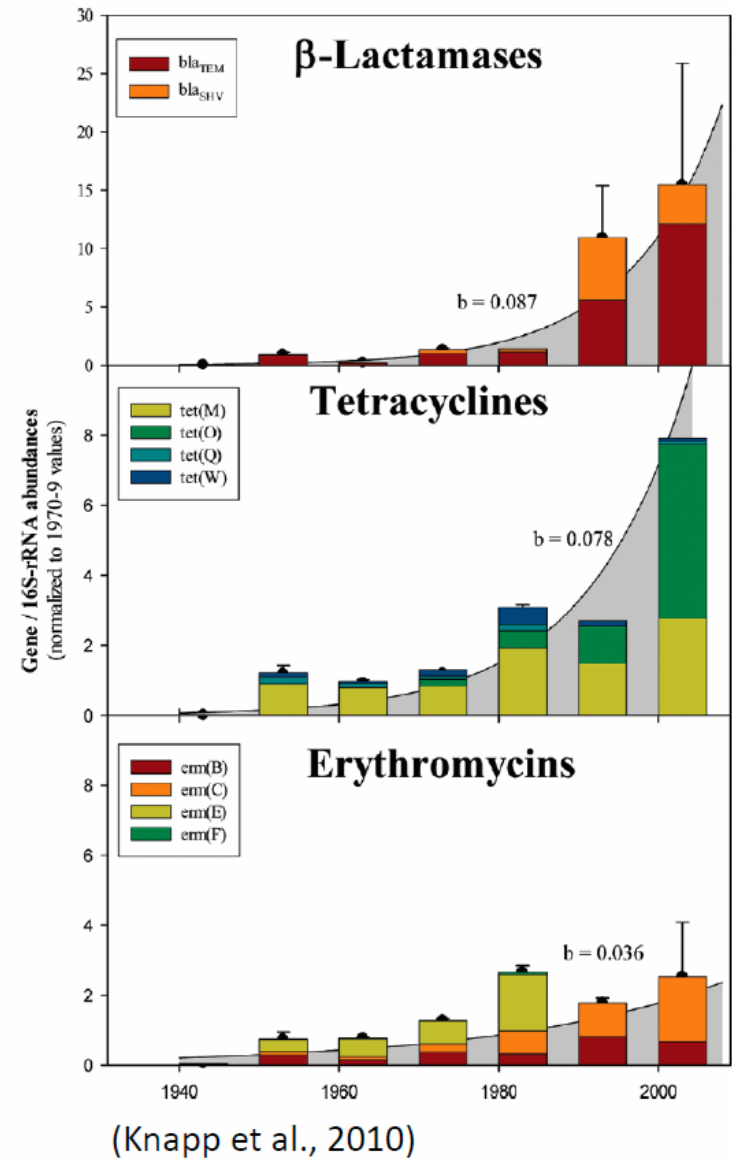 β-Lactamases
bla_TEM
bla_SHV
30
25
20
15
10
5
0
b = 0.087
Tetracyclines
tet(M)
tet(O)
tet(Q)
tet(W)
8
6
4
2
0
b = 0.078
Gene / 16S-rRNA abundances
(normalized to 1970-9 values)
Erythromycins
erm(B)
erm(C)
erm(E)
erm(F)
8
6
4
2
0
b = 0.036
1940 1960 1980 2000
(Knapp et al., 2010)